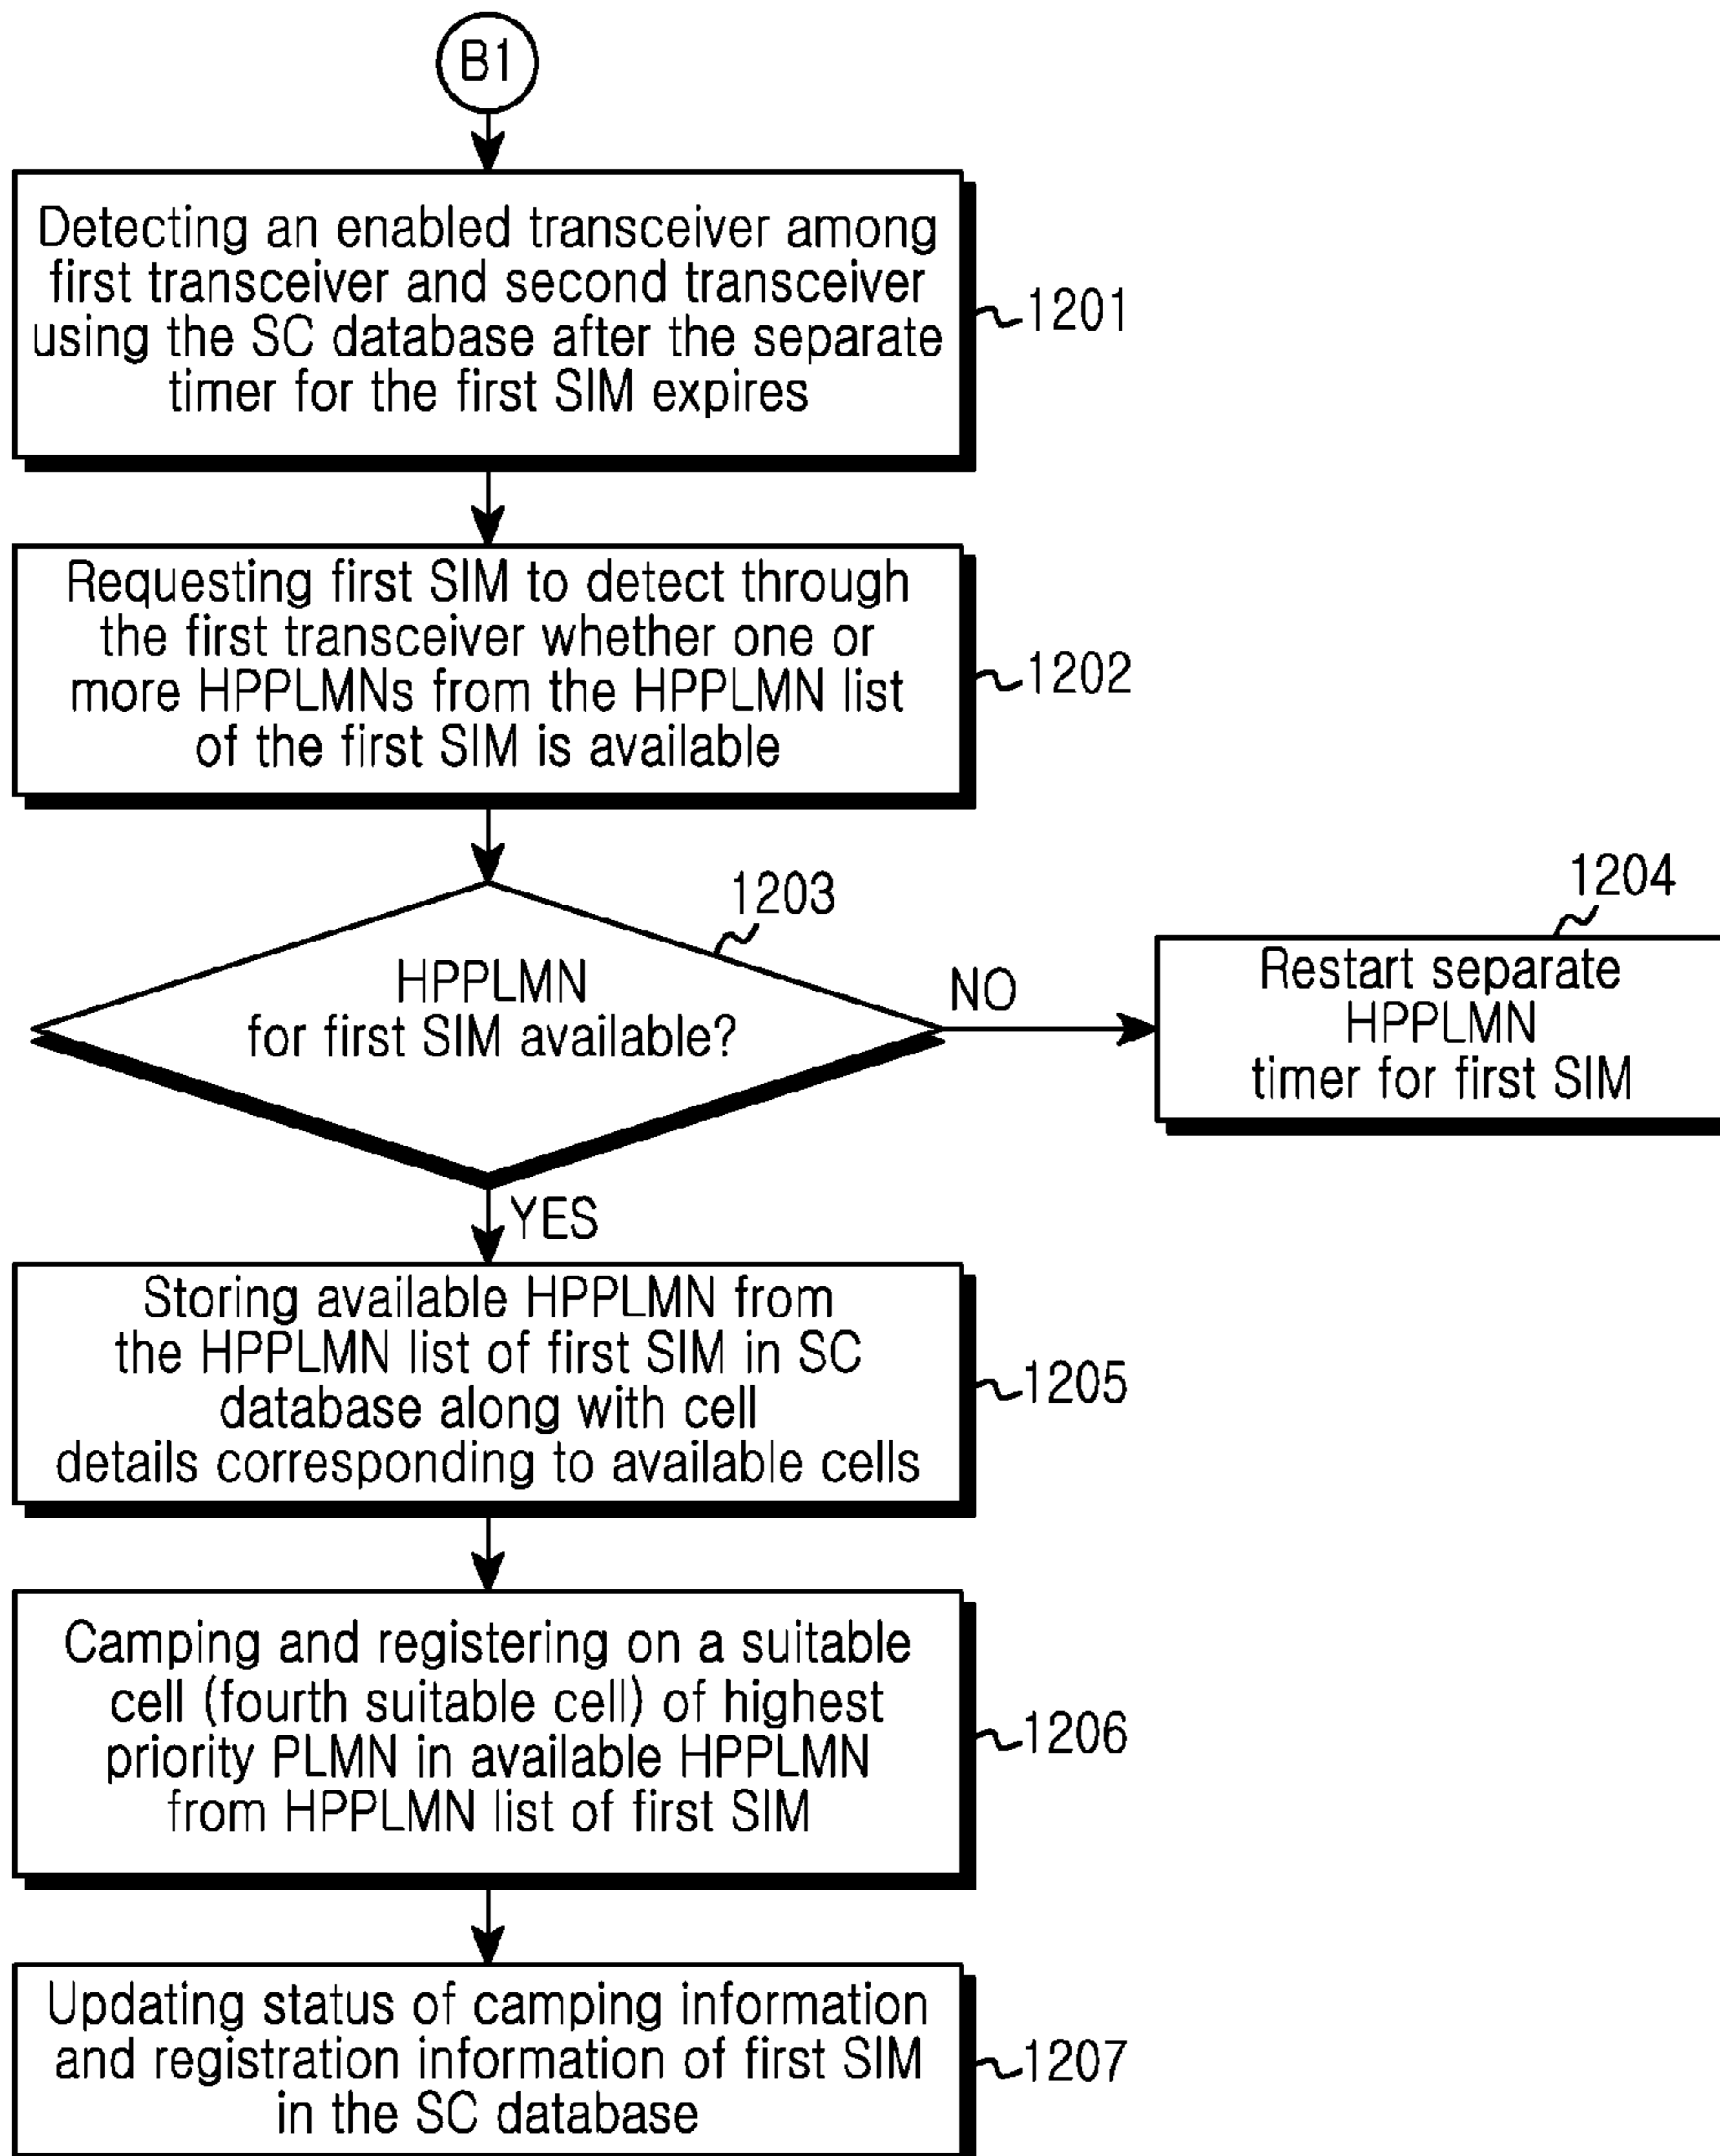 B1
Detecting an enabled transceiver among
first transceiver and second transceiver
using the SC database after the separate
timer for the first SIM expires
1201
Requesting first SIM to detect through
the first transceiver whether one or
more HPPLMNs from the HPPLMN list
of the first SIM is available
1202
1203
HPPLMN
for first SIM available?
NO
1204
Restart separate
HPPLMN
timer for first SIM
YES
Storing available HPPLMN from
the HPPLMN list of first SIM in SC
database along with cell
details corresponding to available cells
1205
Camping and registering on a suitable
cell (fourth suitable cell) of highest
priority PLMN in available HPPLMN
from HPPLMN list of first SIM
1206
Updating status of camping information
and registration information of first SIM
in the SC database
1207